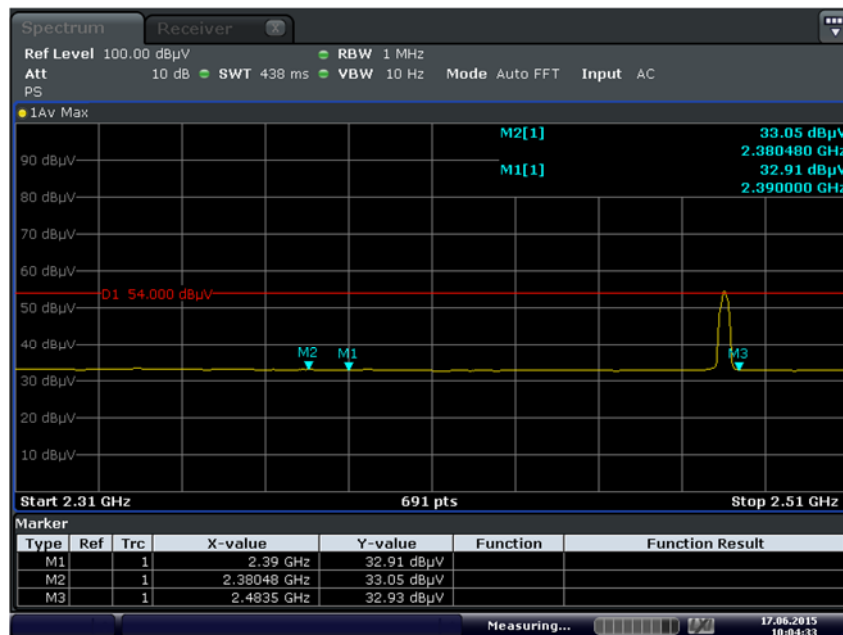 Spectrum Receiver X
Ref Level 100.00 dBµV RBW 1 MHz
Att 10 dB SWT 438 ms VBW 10 Hz Mode Auto FFT Input AC
PS
1Av Max
M2[1] 33.05 dBµV
2.380480 GHz
M1[1] 32.91 dBµV
2.390000 GHz
90 dBµV
80 dBµV
70 dBµV
60 dBµV
D1 54.000 dBµV
50 dBµV
40 dBµV
M2 M1 M3
30 dBµV
20 dBµV
10 dBµV
Start 2.31 GHz 691 pts Stop 2.51 GHz
Marker
Type Ref Trc X-value Y-value Function Function Result
M1 1 2.39 GHz 32.91 dBµV
M2 1 2.38048 GHz 33.05 dBµV
M3 1 2.4835 GHz 32.93 dBµV
Measuring... 17.06.2015
10:04:33